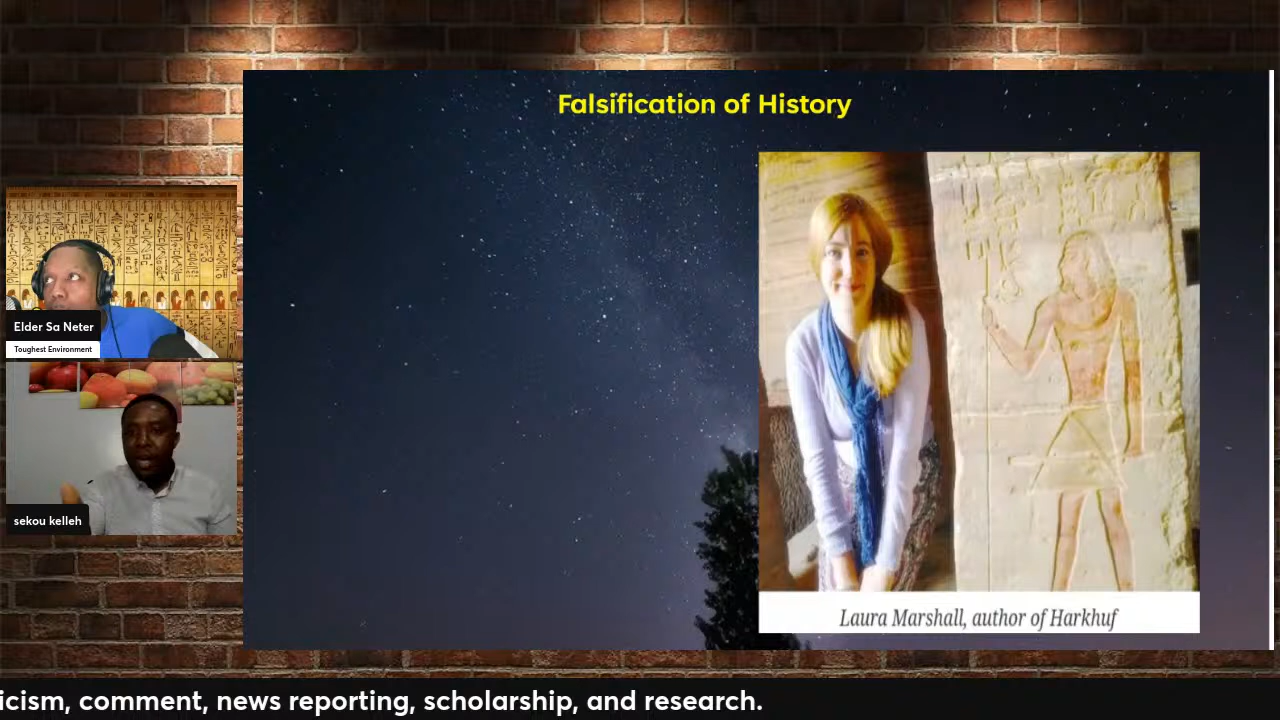 Falsification of History
Elder Sa Neter
Toughest Environment
sekou kelleh
Laura Marshall, author of Harkhuf
icism, comment, news reporting, scholarship, and research.